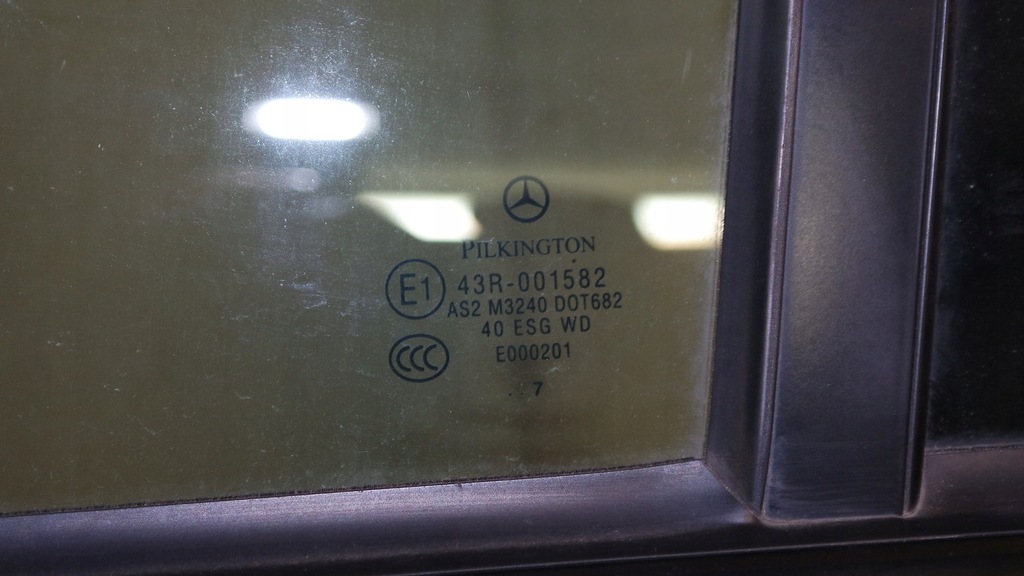 PILKINGTON
E1 43R-001582
AS2 M3240 DOT682
40 ESG WD
CCC E000201
. . 7